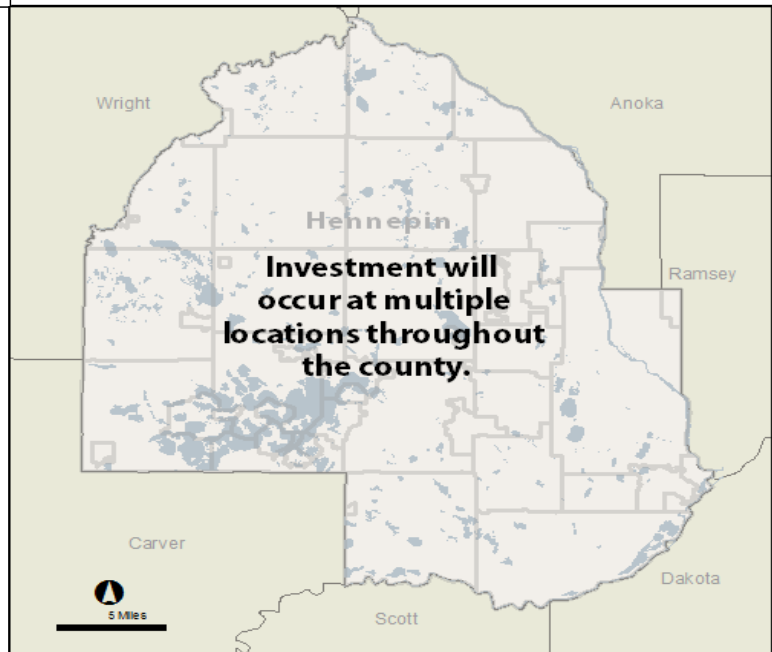 Wright
Anoka
Hennepin
Investment will
occur at multiple
locations throughout
the county.
Ramsey
Carver
Dakota
5 Miles
Scott